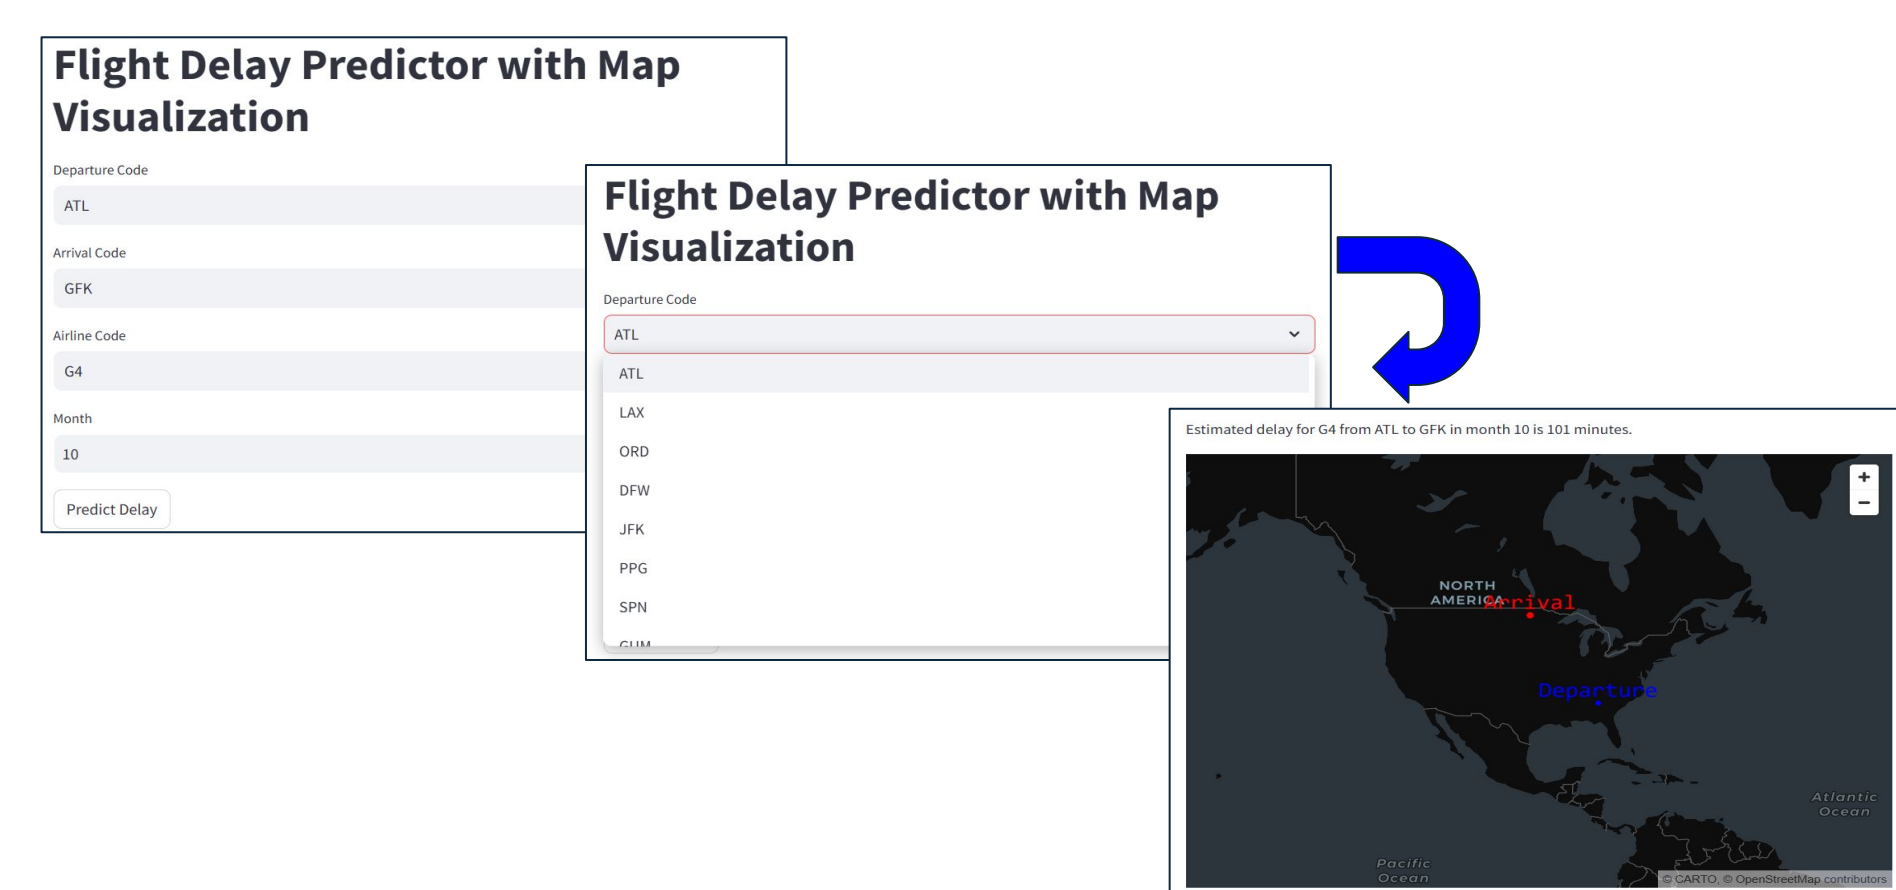 Flight Delay Predictor with Map
Visualization
Departure Code
ATL
Arrival Code
GFK
Airline Code
G4
Month
10
Predict Delay
Flight Delay Predictor with Map
Visualization
Departure Code
ATL
ATL
LAX
ORD
DFW
JFK
PPG
SPN
GUM
Estimated delay for G4 from ATL to GFK in month 10 is 101 minutes.
+
−
NORTH
AMERICA
Arrival
Departure
Atlantic
Ocean
Pacific
Ocean
© CARTO, © OpenStreetMap contributors